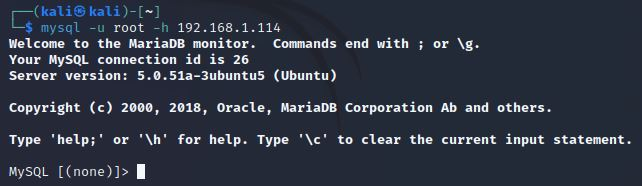 ┌──(kali㉿kali)-[~]
└─$ mysql -u root -h 192.168.1.114
Welcome to the MariaDB monitor.  Commands end with ; or \g.
Your MySQL connection id is 26
Server version: 5.0.51a-3ubuntu5 (Ubuntu)
Copyright (c) 2000, 2018, Oracle, MariaDB Corporation Ab and others.
Type 'help;' or '\h' for help. Type '\c' to clear the current input statement.
MySQL [(none)]>